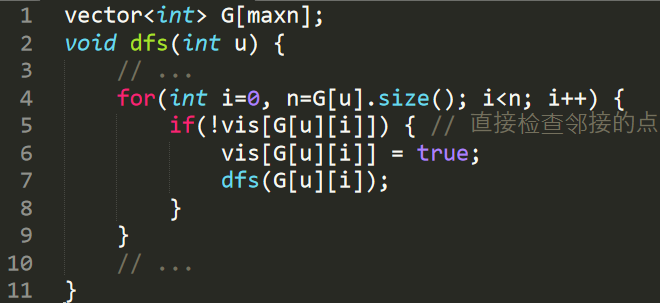 1 vector<int> G[maxn];
2 void dfs(int u) {
3     // ...
4     for(int i=0, n=G[u].size(); i<n; i++) {
5         if(!vis[G[u][i]]) { // 直接检查邻接的点
6             vis[G[u][i]] = true;
7             dfs(G[u][i]);
8         }
9     }
10     // ...
11 }